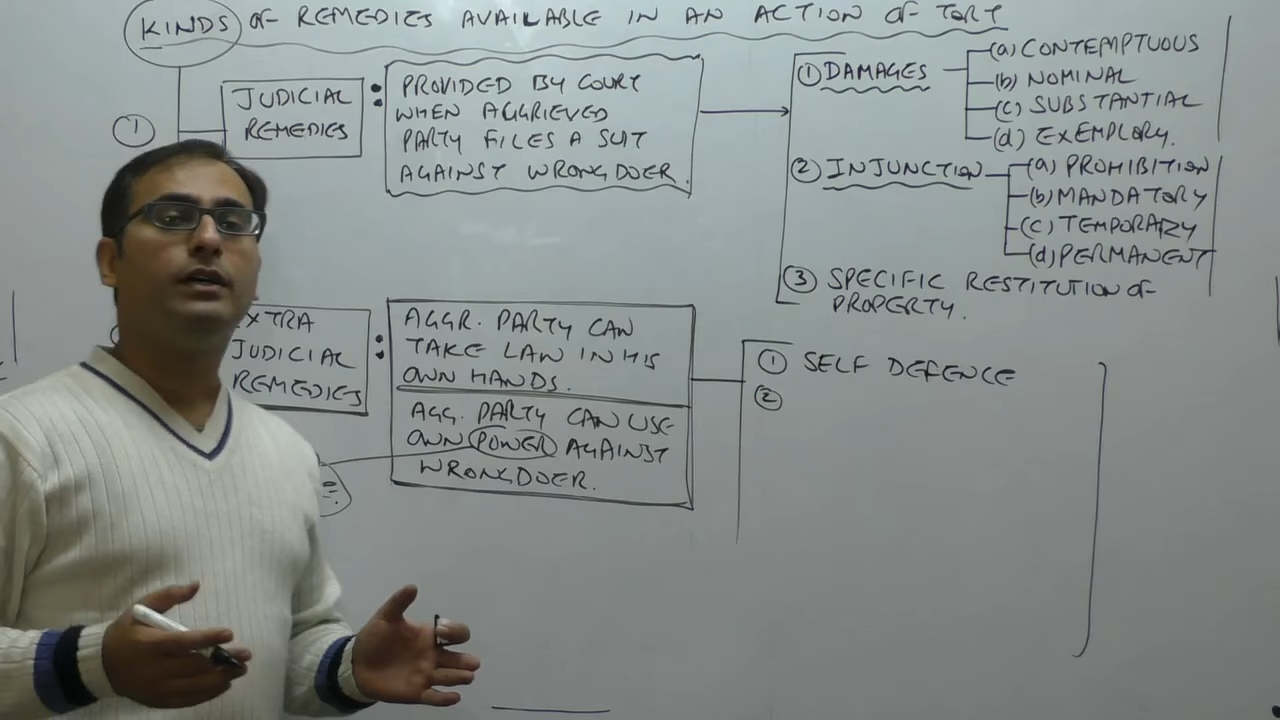 KINDS OF REMEDIES AVAILABLE IN AN ACTION OF TORT
①
JUDICIAL
REMEDIES
:
PROVIDED BY COURT
WHEN AGGRIEVED
PARTY FILES A SUIT
AGAINST WRONGDOER.
① DAMAGES
(a) CONTEMPTUOUS
(b) NOMINAL
(c) SUBSTANTIAL
(d) EXEMPLORY.
② INJUNCTION
(a) PROHIBITION
(b) MANDATORY
(c) TEMPORARY
(d) PERMANENT
③ SPECIFIC RESTITUTION OF
PROPERTY.
XTRA
JUDICIAL
REMEDIES
:
AGGR. PARTY CAN
TAKE LAW IN HIS
OWN HANDS.
AGG. PARTY CAN USE
OWN POWER AGAINST
WRONGDOER.
① SELF DEFENCE
②